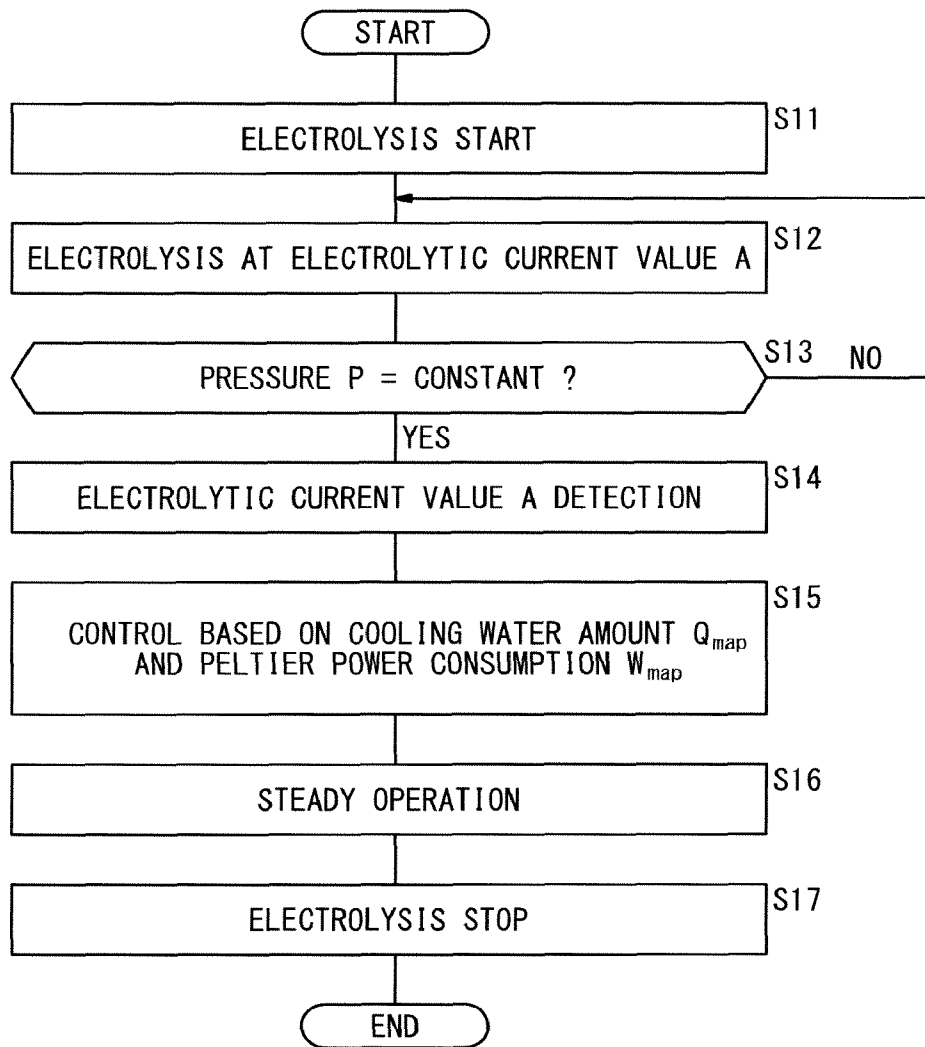 START
S11
ELECTROLYSIS START
S12
ELECTROLYSIS AT ELECTROLYTIC CURRENT VALUE A
S13
NO
PRESSURE P = CONSTANT ?
YES
S14
ELECTROLYTIC CURRENT VALUE A DETECTION
S15
CONTROL BASED ON COOLING WATER AMOUNT Qmap
AND PELTIER POWER CONSUMPTION Wmap
S16
STEADY OPERATION
S17
ELECTROLYSIS STOP
END